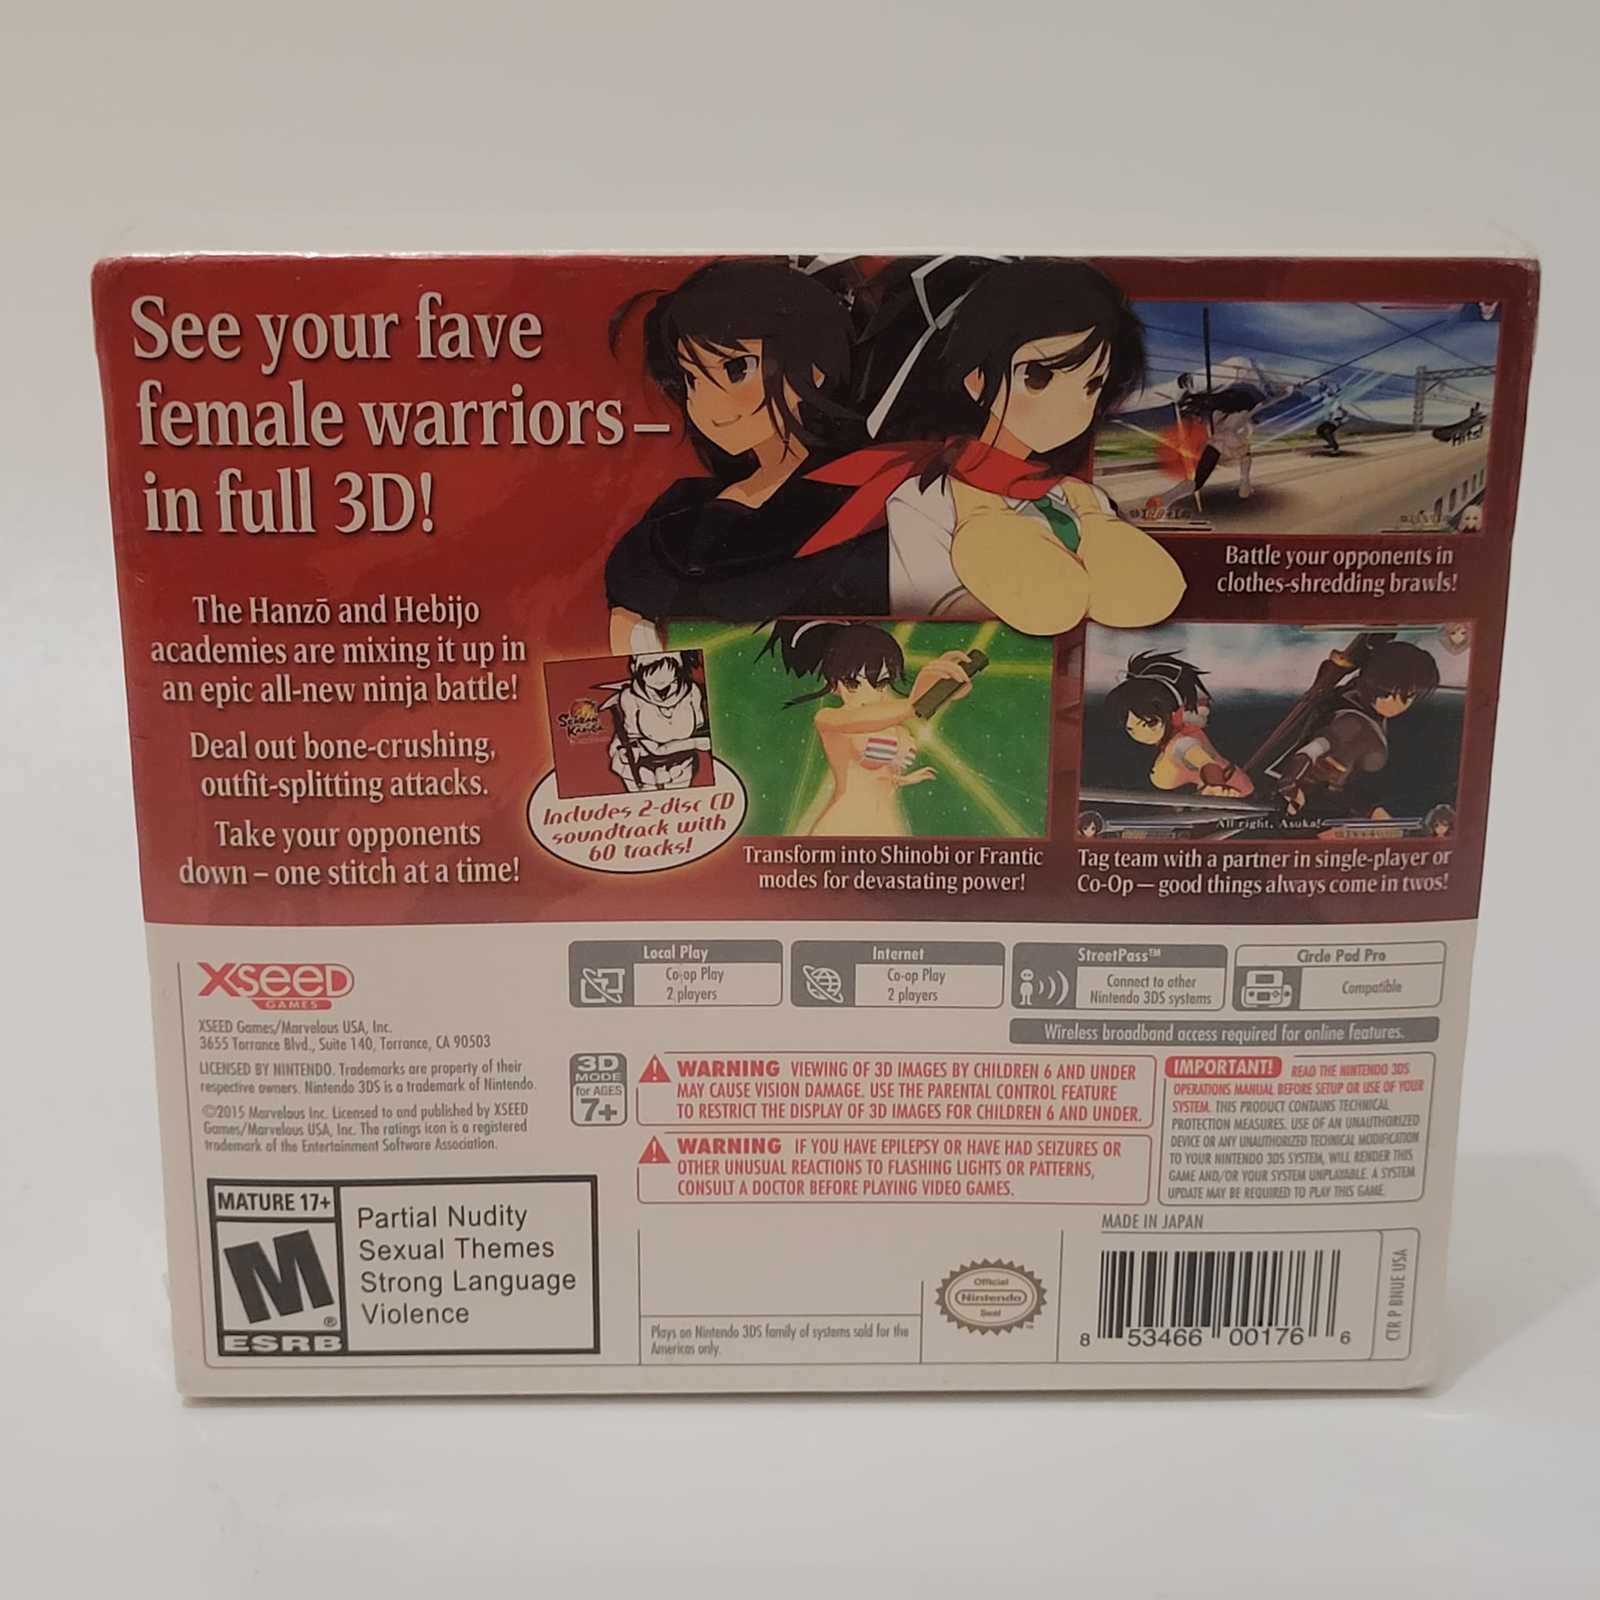 See your fave
female warriors–
in full 3D!
The Hanzō and Hebijo
academies are mixing it up in
an epic all-new ninja battle!
Deal out bone-crushing,
outfit-splitting attacks.
Take your opponents
down – one stitch at a time!
Senran
Kagura
Includes 2-disc CD
soundtrack with
60 tracks!
Hits!
Battle your opponents in
clothes-shredding brawls!
Transform into Shinobi or Frantic
modes for devastating power!
All right, Asuka!
Tag team with a partner in single-player or
Co-Op — good things always come in twos!
XSEED
GAMES
XSEED Games/Marvelous USA, Inc.
3655 Torrance Blvd., Suite 140, Torrance, CA 90503
LICENSED BY NINTENDO. Trademarks are property of their
respective owners. Nintendo 3DS is a trademark of Nintendo.
©2015 Marvelous Inc. Licensed to and published by XSEED
Games/Marvelous USA, Inc. The ratings icon is a registered
trademark of the Entertainment Software Association.
Local Play
Co-op Play
2 players
Internet
Co-op Play
2 players
StreetPass™
Connect to other
Nintendo 3DS systems
Circle Pad Pro
Compatible
Wireless broadband access required for online features.
3D
MODE
for AGES
7+
WARNING VIEWING OF 3D IMAGES BY CHILDREN 6 AND UNDER
MAY CAUSE VISION DAMAGE. USE THE PARENTAL CONTROL FEATURE
TO RESTRICT THE DISPLAY OF 3D IMAGES FOR CHILDREN 6 AND UNDER.
WARNING IF YOU HAVE EPILEPSY OR HAVE HAD SEIZURES OR
OTHER UNUSUAL REACTIONS TO FLASHING LIGHTS OR PATTERNS,
CONSULT A DOCTOR BEFORE PLAYING VIDEO GAMES.
IMPORTANT! READ THE NINTENDO 3DS
OPERATIONS MANUAL BEFORE SETUP OR USE OF YOUR
SYSTEM. THIS PRODUCT CONTAINS TECHNICAL
PROTECTION MEASURES. USE OF AN UNAUTHORIZED
DEVICE OR ANY UNAUTHORIZED TECHNICAL MODIFICATION
TO YOUR NINTENDO 3DS SYSTEM, WILL RENDER THIS
GAME AND/OR YOUR SYSTEM UNPLAYABLE. A SYSTEM
UPDATE MAY BE REQUIRED TO PLAY THIS GAME.
MATURE 17+
M
®
ESRB
Partial Nudity
Sexual Themes
Strong Language
Violence
Plays on Nintendo 3DS family of systems sold for the
Americas only.
Official
Nintendo
Seal
MADE IN JAPAN
8 53466 00176 6
CTR P BNUE USA